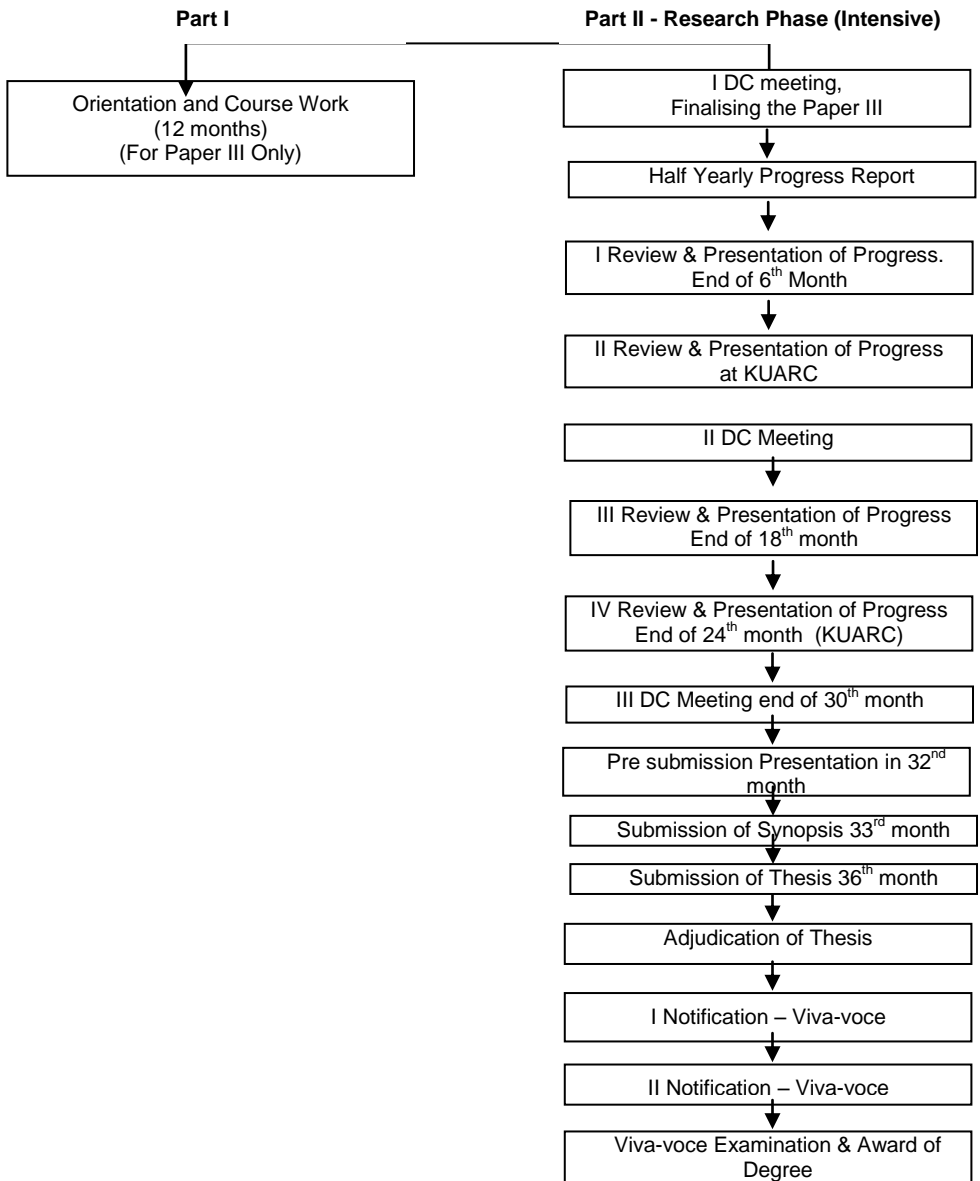 Part I
Part II - Research Phase (Intensive)
Orientation and Course Work
(12 months)
(For Paper III Only)
I DC meeting,
Finalising the Paper III
Half Yearly Progress Report
I Review & Presentation of Progress.
End of 6th Month
II Review & Presentation of Progress
at KUARC
II DC Meeting
III Review & Presentation of Progress
End of 18th month
IV Review & Presentation of Progress
End of 24th month (KUARC)
III DC Meeting end of 30th month
Pre submission Presentation in 32nd
month
Submission of Synopsis 33rd month
Submission of Thesis 36th month
Adjudication of Thesis
I Notification – Viva-voce
II Notification – Viva-voce
Viva-voce Examination & Award of
Degree